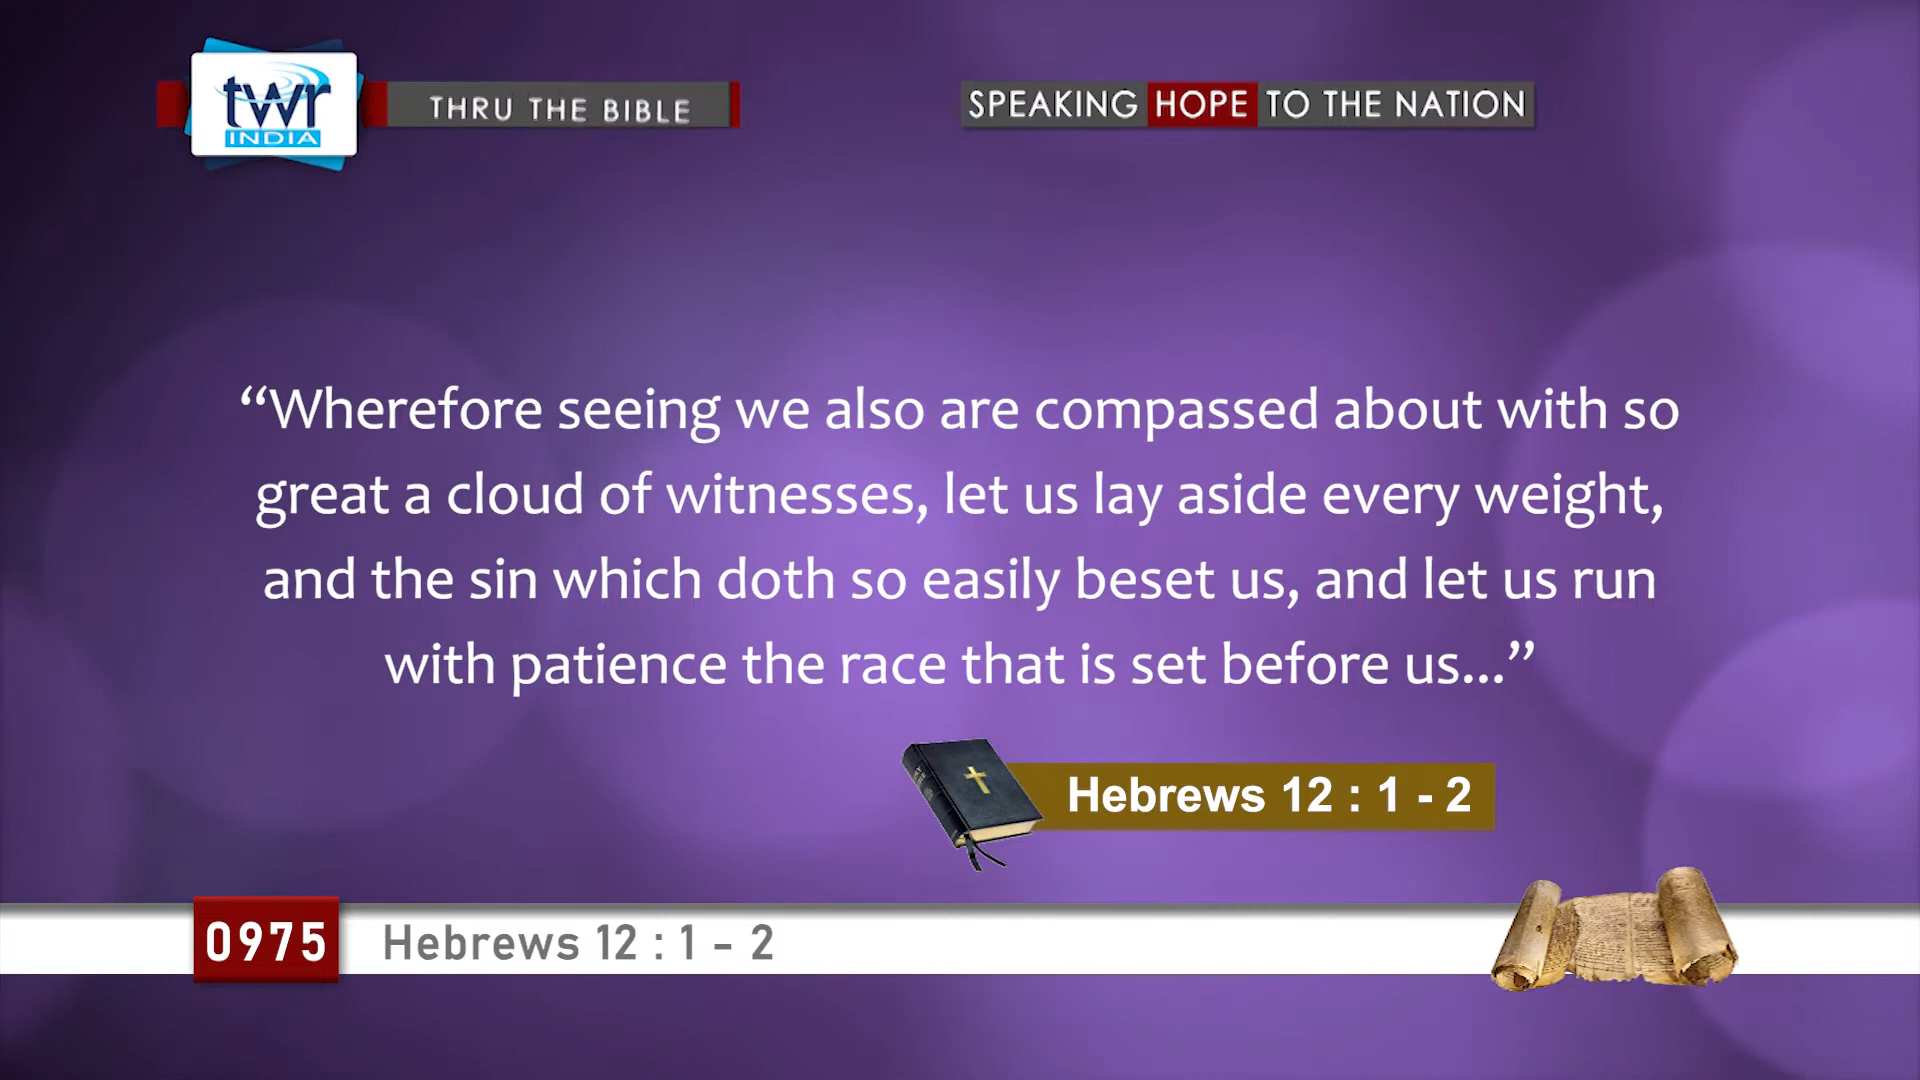 twr
INDIA
THRU THE BIBLE
SPEAKING HOPE TO THE NATION
“Wherefore seeing we also are compassed about with so
great a cloud of witnesses, let us lay aside every weight,
and the sin which doth so easily beset us, and let us run
with patience the race that is set before us...”
Hebrews 12 : 1 - 2
0975 Hebrews 12 : 1 - 2